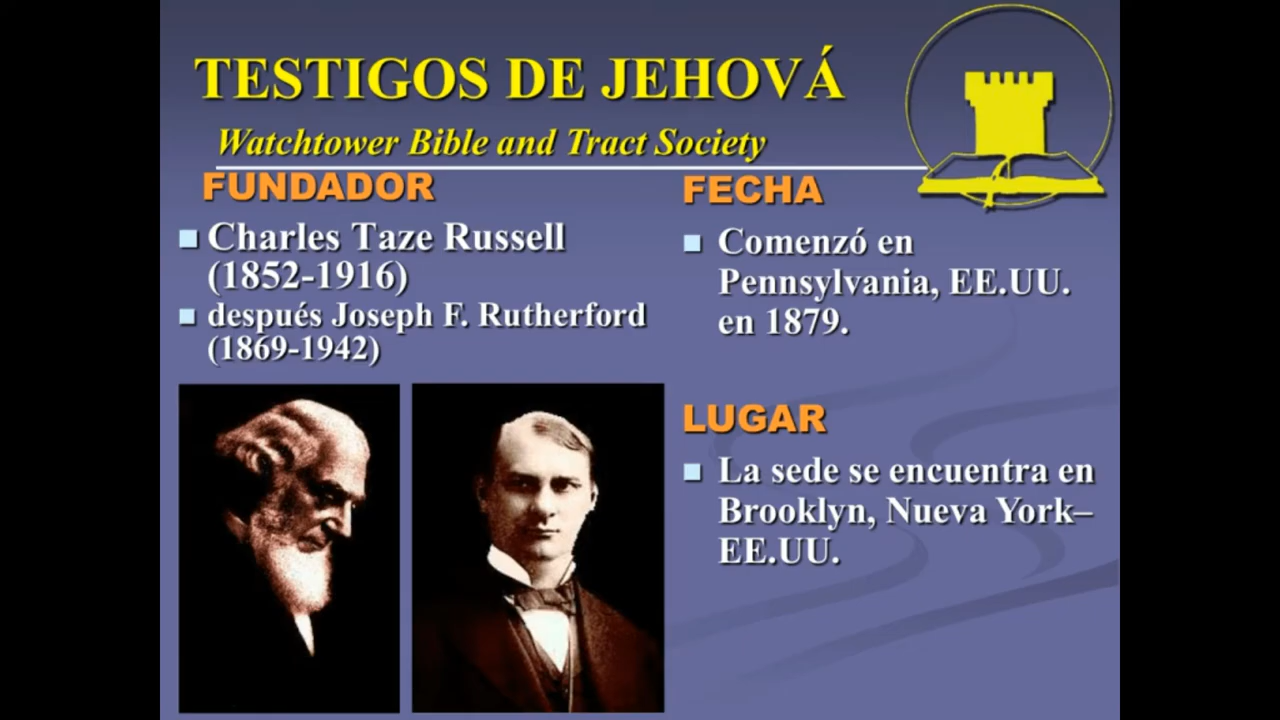 TESTIGOS DE JEHOVÁ
Watchtower Bible and Tract Society
FUNDADOR
Charles Taze Russell
(1852-1916)
después Joseph F. Rutherford
(1869-1942)
FECHA
Comenzó en
Pennsylvania, EE.UU.
en 1879.
LUGAR
La sede se encuentra en
Brooklyn, Nueva York–
EE.UU.